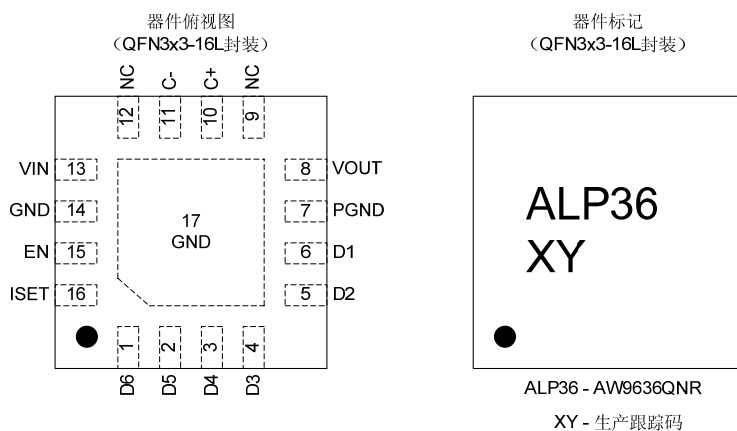 器件俯视图
（QFN3x3-16L封装）
NC C- C+ NC
12 11 10 9
VIN 13
GND 14
EN 15
ISET 16
17
GND
8 VOUT
7 PGND
6 D1
5 D2
1 2 3 4
D6 D5 D4 D3
器件标记
（QFN3x3-16L封装）
ALP36
XY
ALP36 - AW9636QNR
XY - 生产跟踪码